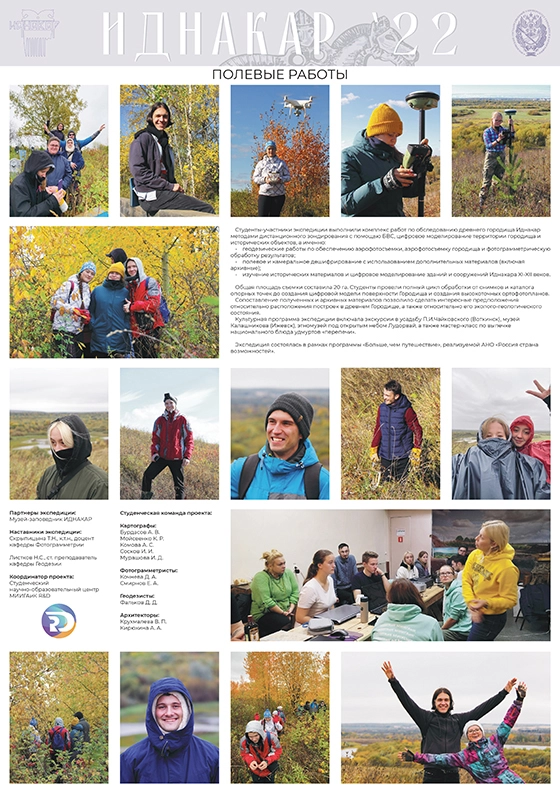 ИДНАКАР '22
ПОЛЕВЫЕ РАБОТЫ
Студенты-участники экспедиции выполнили комплекс работ по обследованию древнего городища Иднакар
методами дистанционного зондирования с помощью БВС, цифровое моделирование территории городища и
исторических объектов, а именно:
- геодезические работы по обеспечению аэрофотосъемки, аэрофотосъемку городища и фотограмметрическую
обработку результатов;
- полевое и камеральное дешифрирование с использованием дополнительных материалов (включая
архивные);
- изучение исторических материалов и цифровое моделирование зданий и сооружений Иднакара XI-XII веков.
Общая площадь съемки составила 20 га. Студенты провели полный цикл обработки от снимков и каталога
опорных точек до создания цифровой модели поверхности Городища и создания высокоточных ортофотопланов.
Сопоставление полученных и архивных материалов позволило сделать интересные предположения
относительно расположения построек в древнем Городище, а также относительно его эколого-геологического
состояния.
Культурная программа экспедиции включала экскурсии в усадьбу П.И.Чайковского (Воткинск), музей
Калашникова (Ижевск), этномузей под открытым небом Лудорвай, а также мастер-класс по выпечке
национального блюда удмуртов «перепечи».
Экспедиция состоялась в рамках программы «Больше, чем путешествие», реализуемой АНО «Россия страна
возможностей».
Партнеры экспедиции:
Музей-заповедник ИДНАКАР
Наставники экспедиции:
Скрыпицына Т.Н., к.т.н., доцент
кафедры Фотограмметрии
Листков Н.С., ст. преподаватель
кафедры Геодезии
Координатор проекта:
Студенческий
научно-образовательный центр
МИИГАиК R&D
Студенческая команда проекта:
Картографы:
Бурдасов А. В.
Мойсеенко К. Р.
Комова А. С.
Сосков И. И.
Мурашова И. Д.
Фотограмметристы:
Кочнева Д. А.
Смирнов Е. А.
Геодезисты:
Фатьков Д. Д.
Архитекторы:
Крухмалева В. П.
Кирюхина А. А.